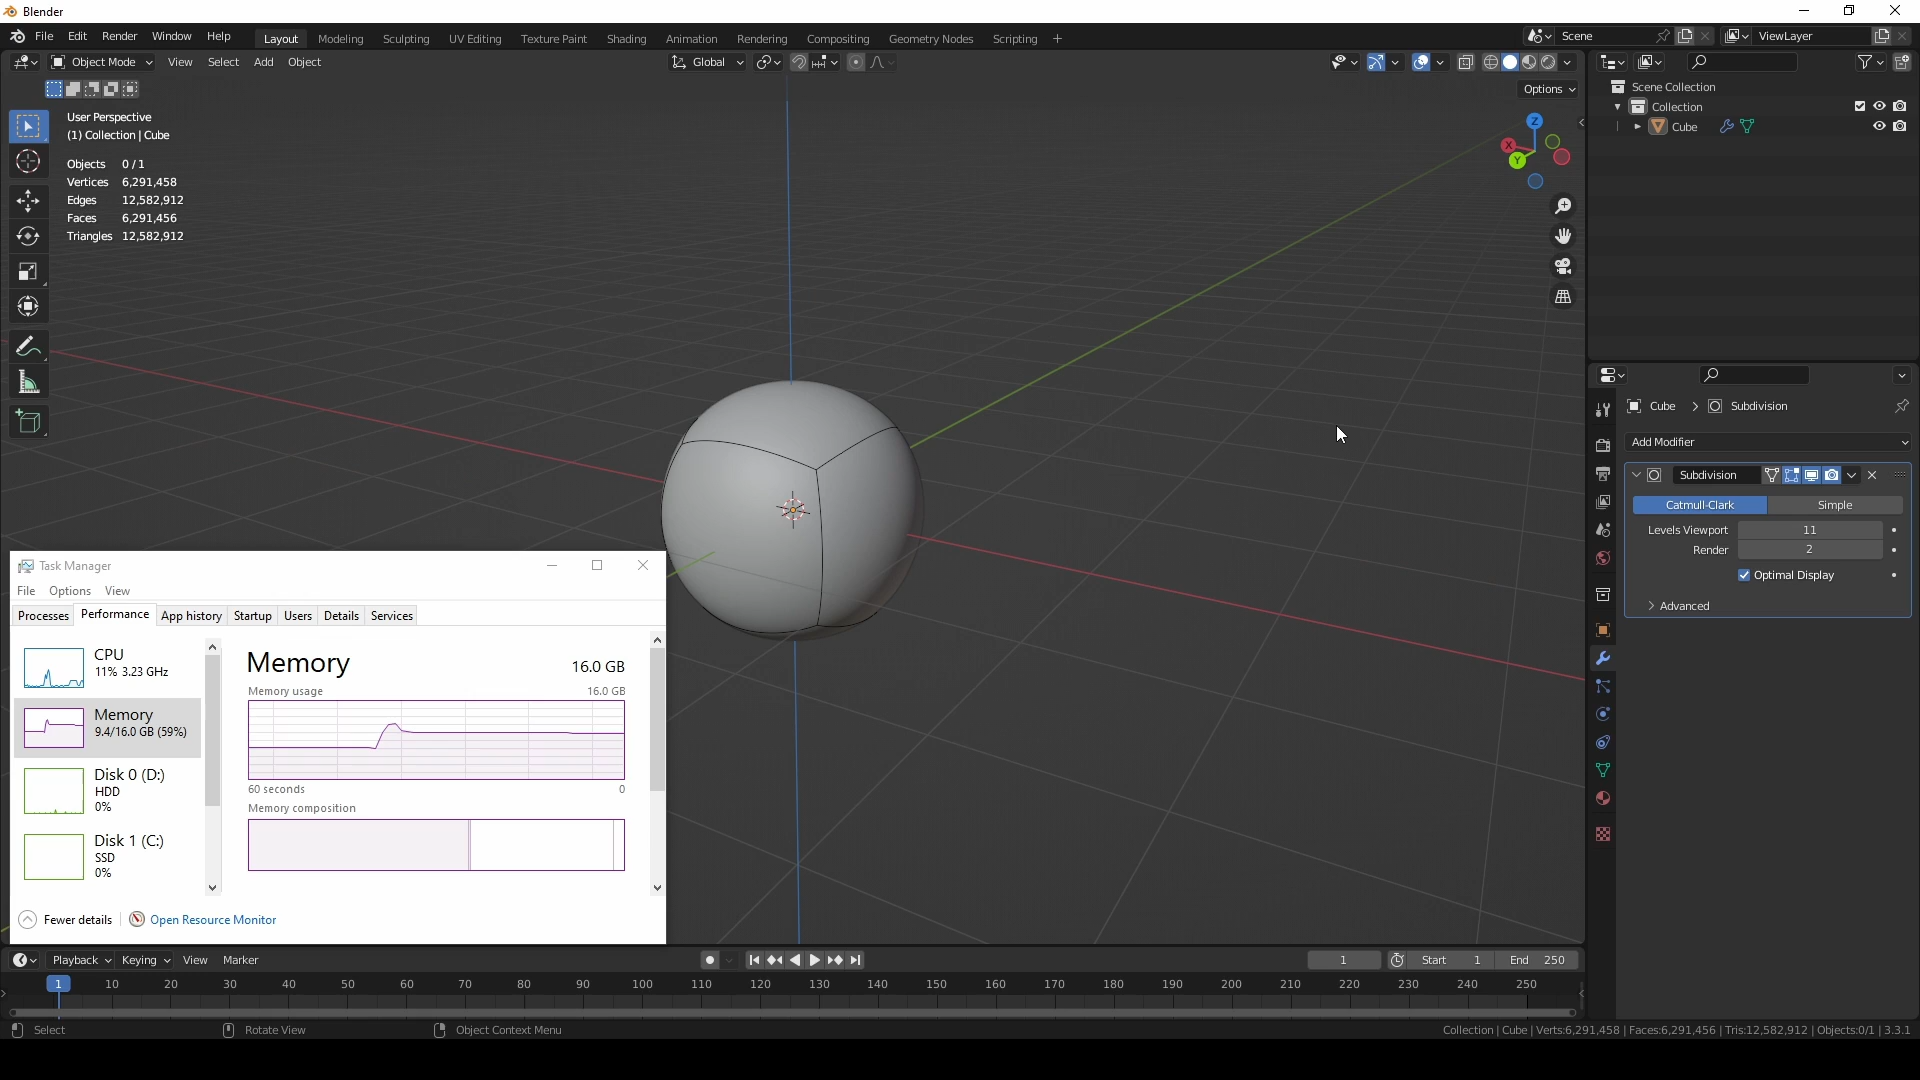 Blender
File Edit Render Window Help Layout Modeling Sculpting UV Editing Texture Paint Shading Animation Rendering Compositing Geometry Nodes Scripting + Scene ViewLayer
Object Mode View Select Add Object Global
Options
User Perspective
(1) Collection | Cube
Objects 0/1
Vertices 6,291,458
Edges 12,582,912
Faces 6,291,456
Triangles 12,582,912
Z
X
Y
Scene Collection
Collection
Cube
Cube > Subdivision
Add Modifier
Subdivision
Catmull-Clark Simple
Levels Viewport 11
Render 2
Optimal Display
> Advanced
Task Manager
File Options View
Processes Performance App history Startup Users Details Services
CPU
11% 3.23 GHz
Memory
9.4/16.0 GB (59%)
Disk 0 (D:)
HDD
0%
Disk 1 (C:)
SSD
0%
Memory 16.0 GB
Memory usage 16.0 GB
60 seconds 0
Memory composition
Fewer details Open Resource Monitor
Playback Keying View Marker 1 Start 1 End 250
1 10 20 30 40 50 60 70 80 90 100 110 120 130 140 150 160 170 180 190 200 210 220 230 240 250
Select Rotate View Object Context Menu Collection | Cube | Verts:6,291,458 | Faces:6,291,456 | Tris:12,582,912 | Objects:0/1 | 3.3.1